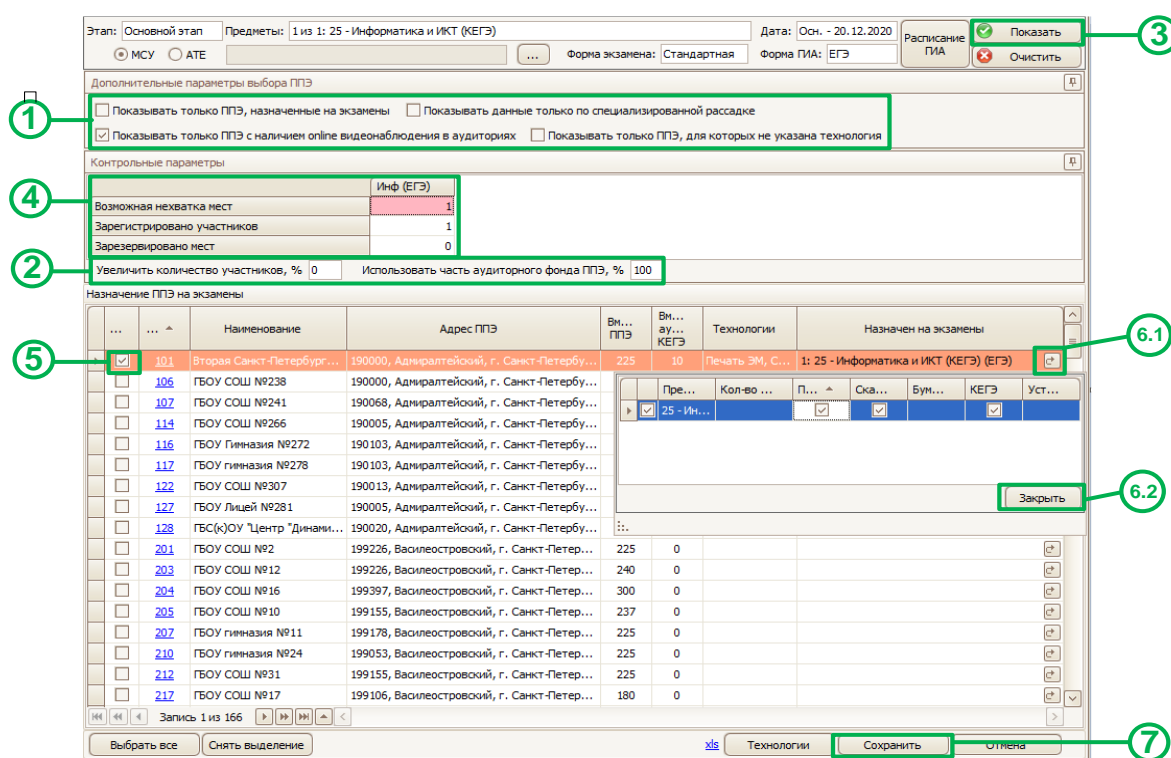 Этап: Основной этап Предметы: 1 из 1: 25 - Информатика и ИКТ (КЕГЭ) Дата: Осн. - 20.12.2020 Расписание ГИА Показать 3
МСУ АТЕ ... Форма экзамена: Стандартная Форма ГИА: ЕГЭ Очистить
Дополнительные параметры выбора ППЭ
1
Показывать только ППЭ, назначенные на экзамены Показывать данные только по специализированной рассадке
Показывать только ППЭ с наличием online видеонаблюдения в аудиториях Показывать только ППЭ, для которых не указана технология
Контрольные параметры
4
Инф (ЕГЭ)
Возможная нехватка мест 1
Зарегистрировано участников 1
Зарезервировано мест 0
2 Увеличить количество участников, % 0 Использовать часть аудиторного фонда ППЭ, % 100
Назначение ППЭ на экзамены
... ... Наименование Адрес ППЭ Вм... ППЭ Вм... ау... КЕГЭ Технологии Назначен на экзамены
6.1
5 101 Вторая Санкт-Петербург... 190000, Адмиралтейский, г. Санкт-Петербу... 225 10 Печать ЭМ, С... 1: 25 - Информатика и ИКТ (КЕГЭ) (ЕГЭ)
106 ГБОУ СОШ №238 190000, Адмиралтейский, г. Санкт-Петербу...
107 ГБОУ СОШ №241 190068, Адмиралтейский, г. Санкт-Петербу...
114 ГБОУ СОШ №266 190005, Адмиралтейский, г. Санкт-Петербу...
116 ГБОУ Гимназия №272 190103, Адмиралтейский, г. Санкт-Петербу...
117 ГБОУ гимназия №278 190103, Адмиралтейский, г. Санкт-Петербу...
122 ГБОУ СОШ №307 190013, Адмиралтейский, г. Санкт-Петербу...
127 ГБОУ Лицей №281 190005, Адмиралтейский, г. Санкт-Петербу...
128 ГБС(к)ОУ "Центр "Динами... 190020, Адмиралтейский, г. Санкт-Петербу...
Пре... Кол-во ... П... Ска... Бум... КЕГЭ Уст...
25 - Ин...
Закрыть 6.2
201 ГБОУ СОШ №2 199226, Василеостровский, г. Санкт-Петер... 225 0
203 ГБОУ СОШ №12 199226, Василеостровский, г. Санкт-Петер... 240 0
204 ГБОУ СОШ №16 199397, Василеостровский, г. Санкт-Петер... 300 0
205 ГБОУ СОШ №10 199155, Василеостровский, г. Санкт-Петер... 237 0
207 ГБОУ гимназия №11 199178, Василеостровский, г. Санкт-Петер... 225 0
210 ГБОУ гимназия №24 199053, Василеостровский, г. Санкт-Петер... 225 0
212 ГБОУ СОШ №31 199155, Василеостровский, г. Санкт-Петер... 225 0
217 ГБОУ СОШ №17 199106, Василеостровский, г. Санкт-Петер... 180 0
Запись 1 из 166
Выбрать все Снять выделение xls Технологии Сохранить Отмена 7